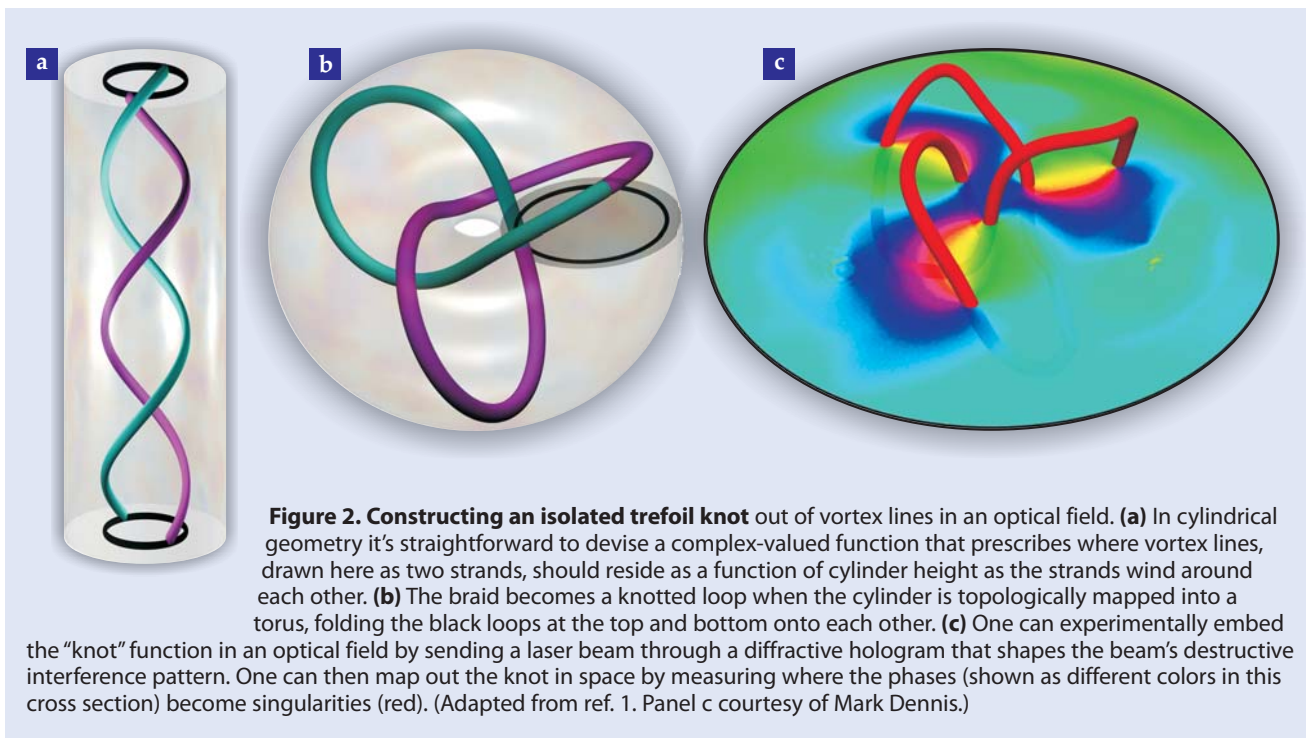 a
b
c
Figure 2. Constructing an isolated trefoil knot out of vortex lines in an optical field. (a) In cylindrical
geometry it's straightforward to devise a complex-valued function that prescribes where vortex lines,
drawn here as two strands, should reside as a function of cylinder height as the strands wind around
each other. (b) The braid becomes a knotted loop when the cylinder is topologically mapped into a
torus, folding the black loops at the top and bottom onto each other. (c) One can experimentally embed
the “knot” function in an optical field by sending a laser beam through a diffractive hologram that shapes the beam's destructive
interference pattern. One can then map out the knot in space by measuring where the phases (shown as different colors in this
cross section) become singularities (red). (Adapted from ref. 1. Panel c courtesy of Mark Dennis.)